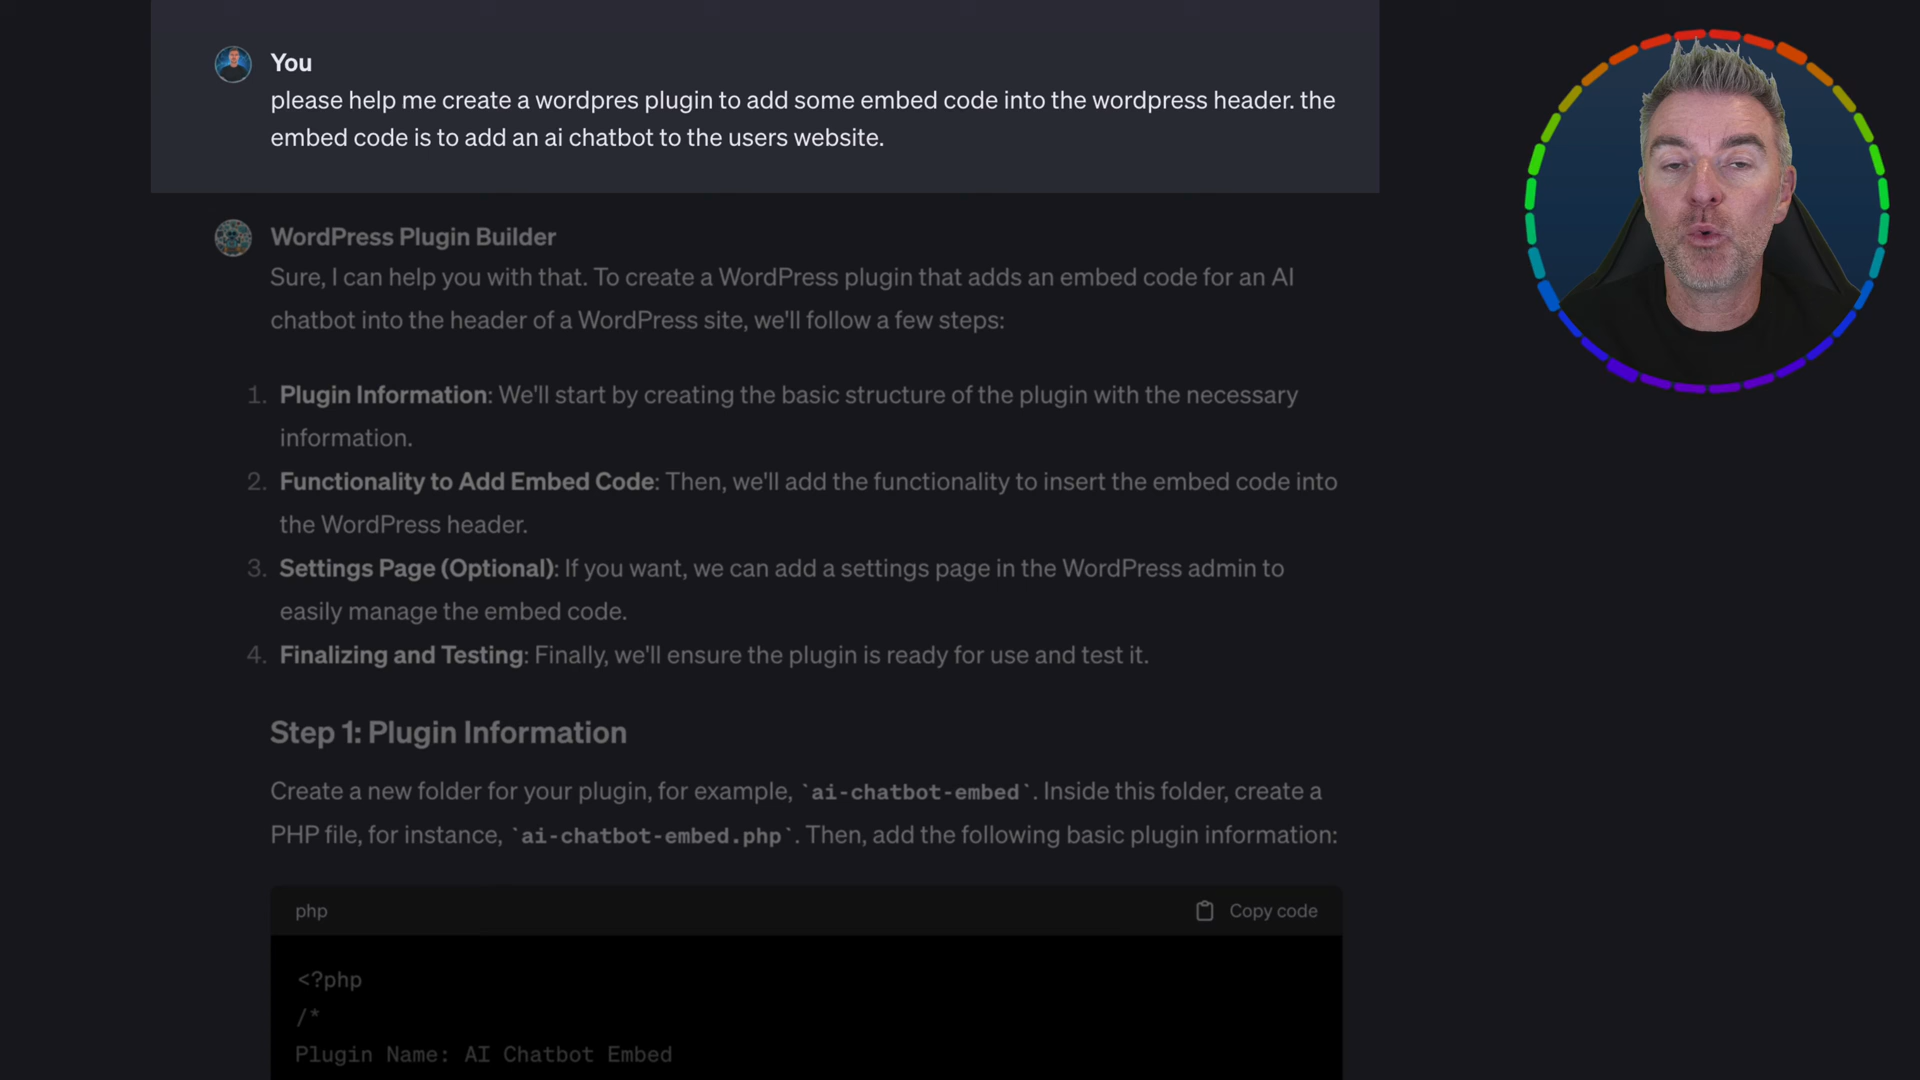 You
please help me create a wordpres plugin to add some embed code into the wordpress header. the
embed code is to add an ai chatbot to the users website.
WordPress Plugin Builder
Sure, I can help you with that. To create a WordPress plugin that adds an embed code for an AI
chatbot into the header of a WordPress site, we'll follow a few steps:
1. Plugin Information: We'll start by creating the basic structure of the plugin with the necessary
information.
2. Functionality to Add Embed Code: Then, we'll add the functionality to insert the embed code into
the WordPress header.
3. Settings Page (Optional): If you want, we can add a settings page in the WordPress admin to
easily manage the embed code.
4. Finalizing and Testing: Finally, we'll ensure the plugin is ready for use and test it.
Step 1: Plugin Information
Create a new folder for your plugin, for example, `ai-chatbot-embed`. Inside this folder, create a
PHP file, for instance, `ai-chatbot-embed.php`. Then, add the following basic plugin information:
php Copy code
<?php
/*
Plugin Name: AI Chatbot Embed